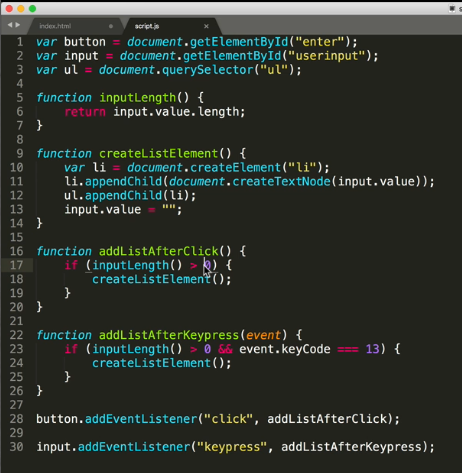 index.html
script.js
1 var button = document.getElementById("enter");
2 var input = document.getElementById("userinput");
3 var ul = document.querySelector("ul");
4
5 function inputLength() {
6     return input.value.length;
7 }
8
9 function createListElement() {
10     var li = document.createElement("li");
11     li.appendChild(document.createTextNode(input.value));
12     ul.appendChild(li);
13     input.value = "";
14 }
15
16 function addListAfterClick() {
17     if (inputLength() > 0) {
18         createListElement();
19     }
20 }
21
22 function addListAfterKeypress(event) {
23     if (inputLength() > 0 && event.keyCode === 13) {
24         createListElement();
25     }
26 }
27
28 button.addEventListener("click", addListAfterClick);
29
30 input.addEventListener("keypress", addListAfterKeypress);